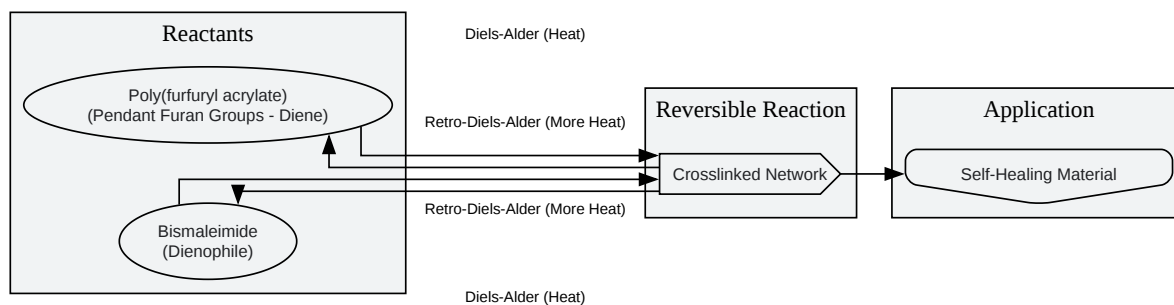 Reactants
Poly(furfuryl acrylate)
(Pendant Furan Groups - Diene)
Bismaleimide
(Dienophile)
Diels-Alder (Heat)
Retro-Diels-Alder (More Heat)
Retro-Diels-Alder (More Heat)
Diels-Alder (Heat)
Reversible Reaction
Crosslinked Network
Application
Self-Healing Material